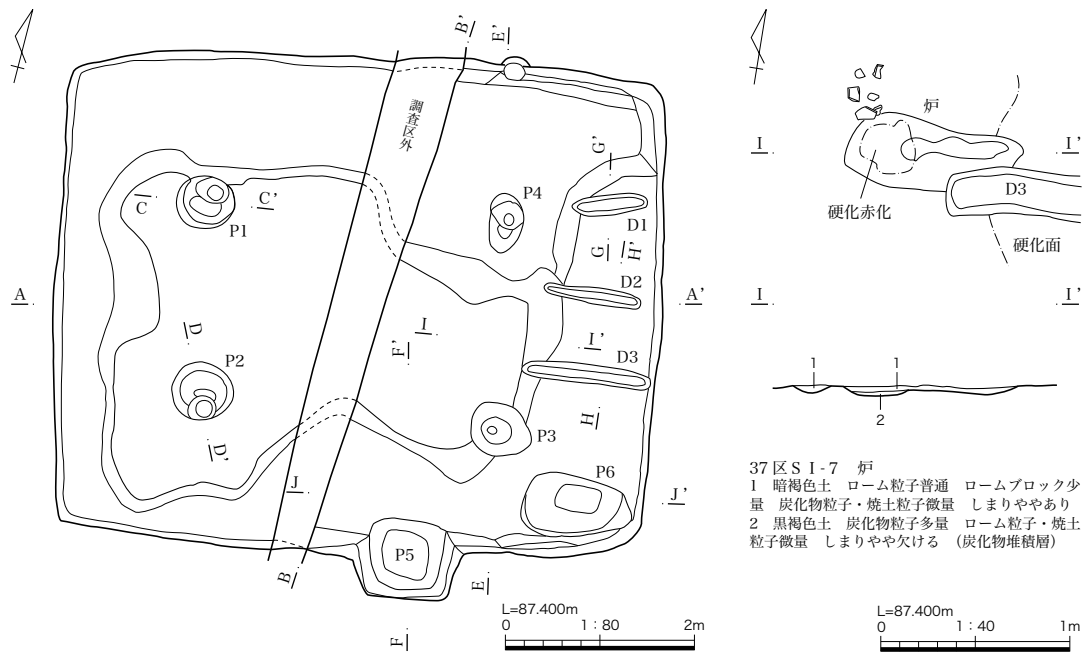 B'
E'
調査区外
G'
C
C'
P1
P4
D1
G
H'
D2
A
A'
D
I
F'
I'
P2
D3
H
P3
D'
P6
J
J'
P5
B
E
F
L=87.400m
0 1：80 2m
炉
I
I'
D3
硬化赤化
硬化面
I
I'
1
1
2
37区ＳＩ-7　炉
1　暗褐色土　ローム粒子普通　ロームブロック少
量　炭化物粒子・焼土粒子微量　しまりややあり
2　黒褐色土　炭化物粒子多量　ローム粒子・焼土
粒子微量　しまりやや欠ける　（炭化物堆積層）
L=87.400m
0 1：40 1m